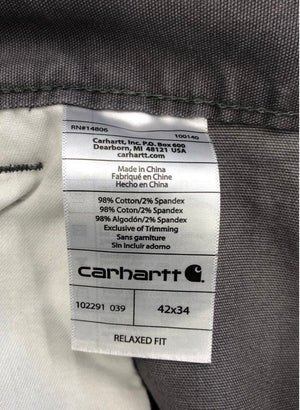 RN#14806 100140
Carhartt, Inc. P.O. Box 600
Dearborn, MI 48121 USA
carhartt.com
Made in China
Fabriqué en China
Hecho en China
98% Cotton/2% Spandex
98% Coton/2% Spandex
98% Algodón/2% Spandex
Exclusive of Trimming
Sans garniture
Sin incluir adorno
carhartt
102291 039 42x34
RELAXED FIT